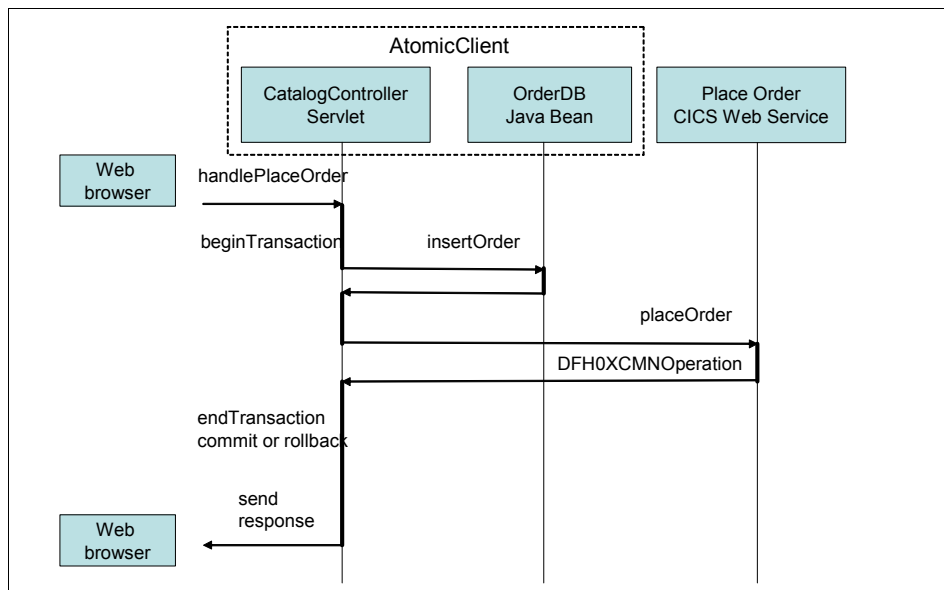 AtomicClient
CatalogController
Servlet
OrderDB
Java Bean
Place Order
CICS Web Service
Web
browser
handlePlaceOrder
beginTransaction
insertOrder
placeOrder
DFH0XCMNOperation
endTransaction
commit or rollback
send
response
Web
browser